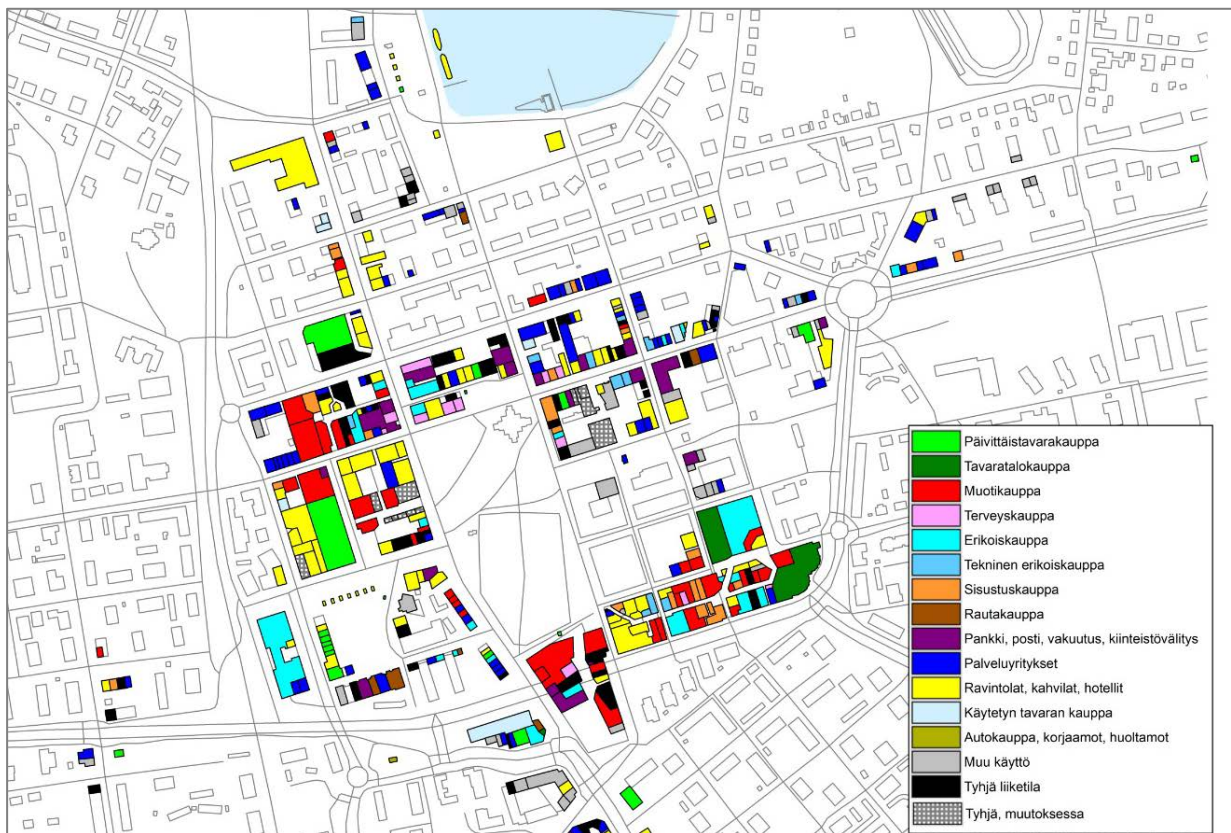 Päivittäistavarakauppa
Tavaratalokauppa
Muotikauppa
Terveyskauppa
Erikoiskauppa
Tekninen erikoiskauppa
Sisustuskauppa
Rautakauppa
Pankki, posti, vakuutus, kiinteistövälitys
Palveluyritykset
Ravintolat, kahvilat, hotellit
Käytetyn tavaran kauppa
Autokauppa, korjaamot, huoltamot
Muu käyttö
Tyhjä liiketila
Tyhjä, muutoksessa